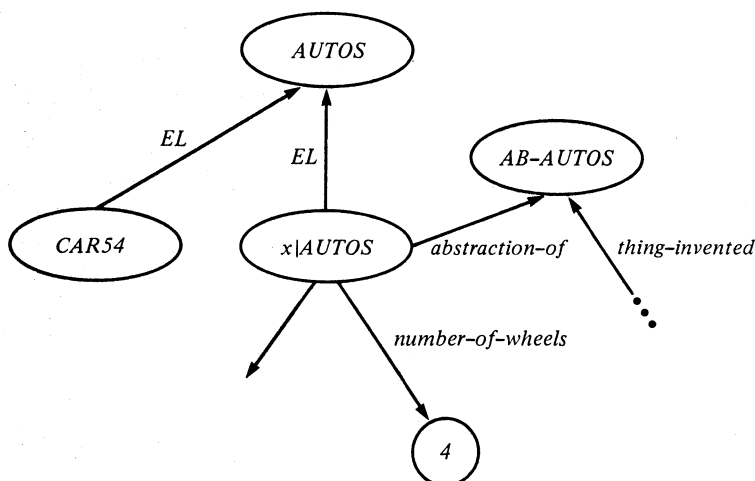 AUTOS
EL
EL
AB-AUTOS
CAR54
x|AUTOS
abstraction-of
thing-invented
number-of-wheels
4